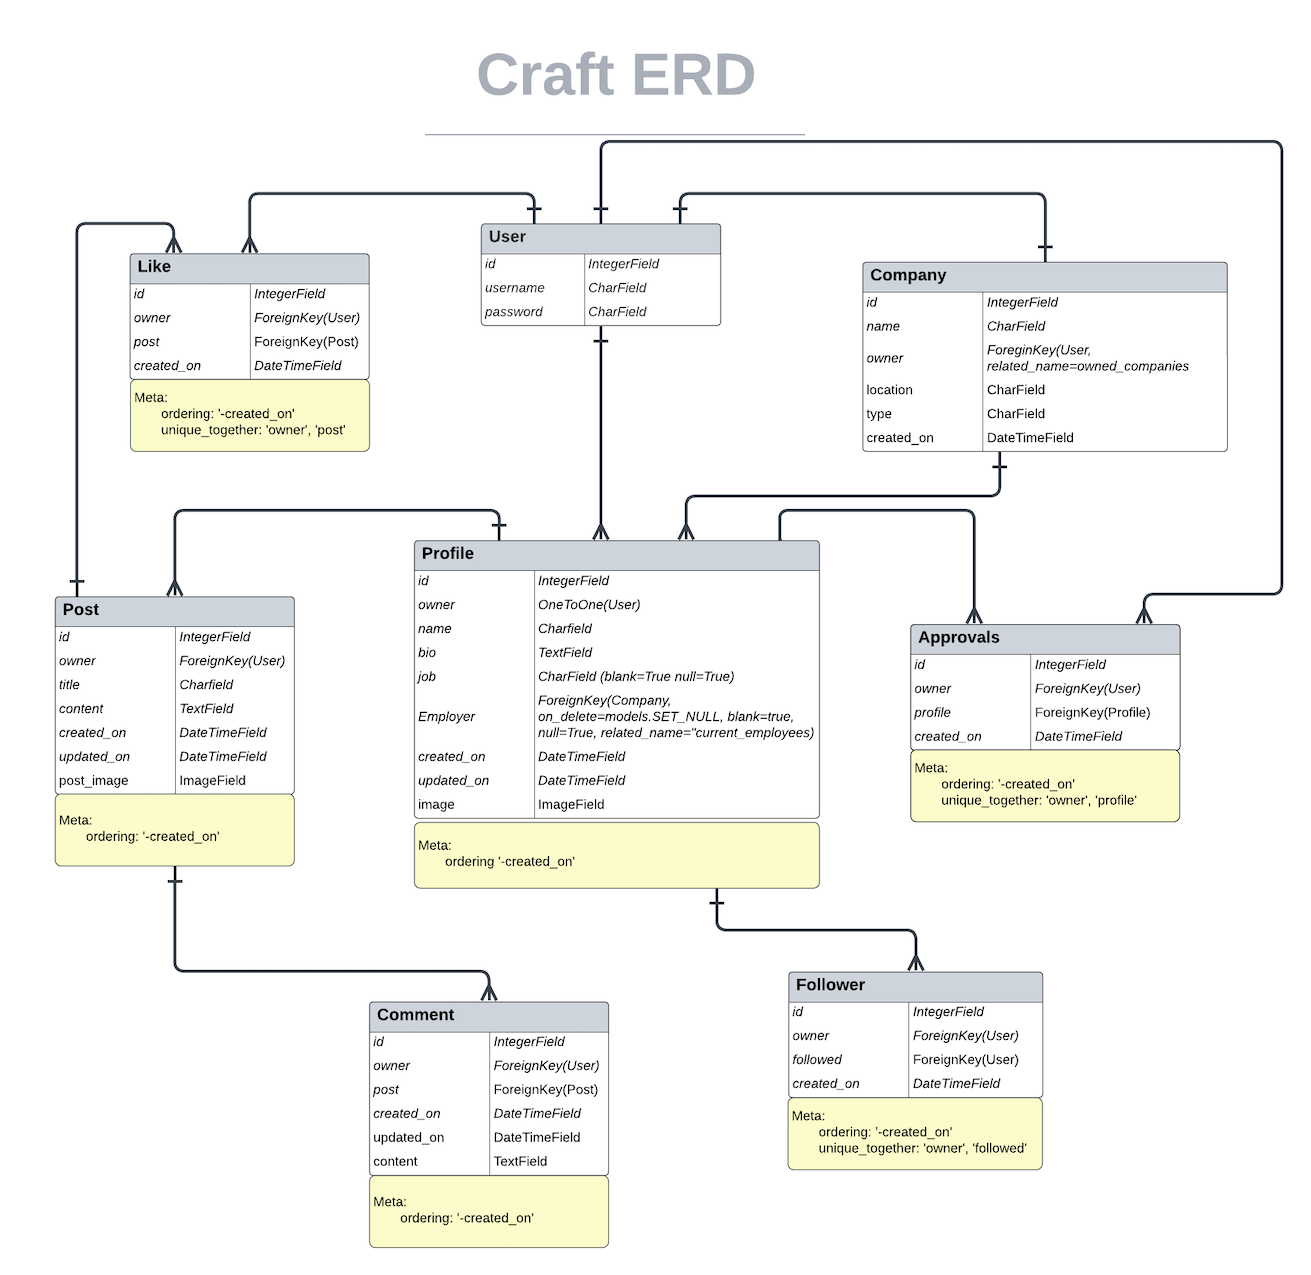 Craft ERD
Like
id IntegerField
owner ForeignKey(User)
post ForeignKey(Post)
created_on DateTimeField
Meta:
ordering: '-created_on'
unique_together: 'owner', 'post'
User
id IntegerField
username CharField
password CharField
Company
id IntegerField
name CharField
owner ForeginKey(User,
related_name=owned_companies
location CharField
type CharField
created_on DateTimeField
Post
id IntegerField
owner ForeignKey(User)
title Charfield
content TextField
created_on DateTimeField
updated_on DateTimeField
post_image ImageField
Meta:
ordering: '-created_on'
Profile
id IntegerField
owner OneToOne(User)
name Charfield
bio TextField
job CharField (blank=True null=True)
Employer ForeignKey(Company,
on_delete=models.SET_NULL, blank=true,
null=True, related_name="current_employees)
created_on DateTimeField
updated_on DateTimeField
image ImageField
Meta:
ordering '-created_on'
Approvals
id IntegerField
owner ForeignKey(User)
profile ForeignKey(Profile)
created_on DateTimeField
Meta:
ordering: '-created_on'
unique_together: 'owner', 'profile'
Comment
id IntegerField
owner ForeignKey(User)
post ForeignKey(Post)
created_on DateTimeField
updated_on DateTimeField
content TextField
Meta:
ordering: '-created_on'
Follower
id IntegerField
owner ForeignKey(User)
followed ForeignKey(User)
created_on DateTimeField
Meta:
ordering: '-created_on'
unique_together: 'owner', 'followed'